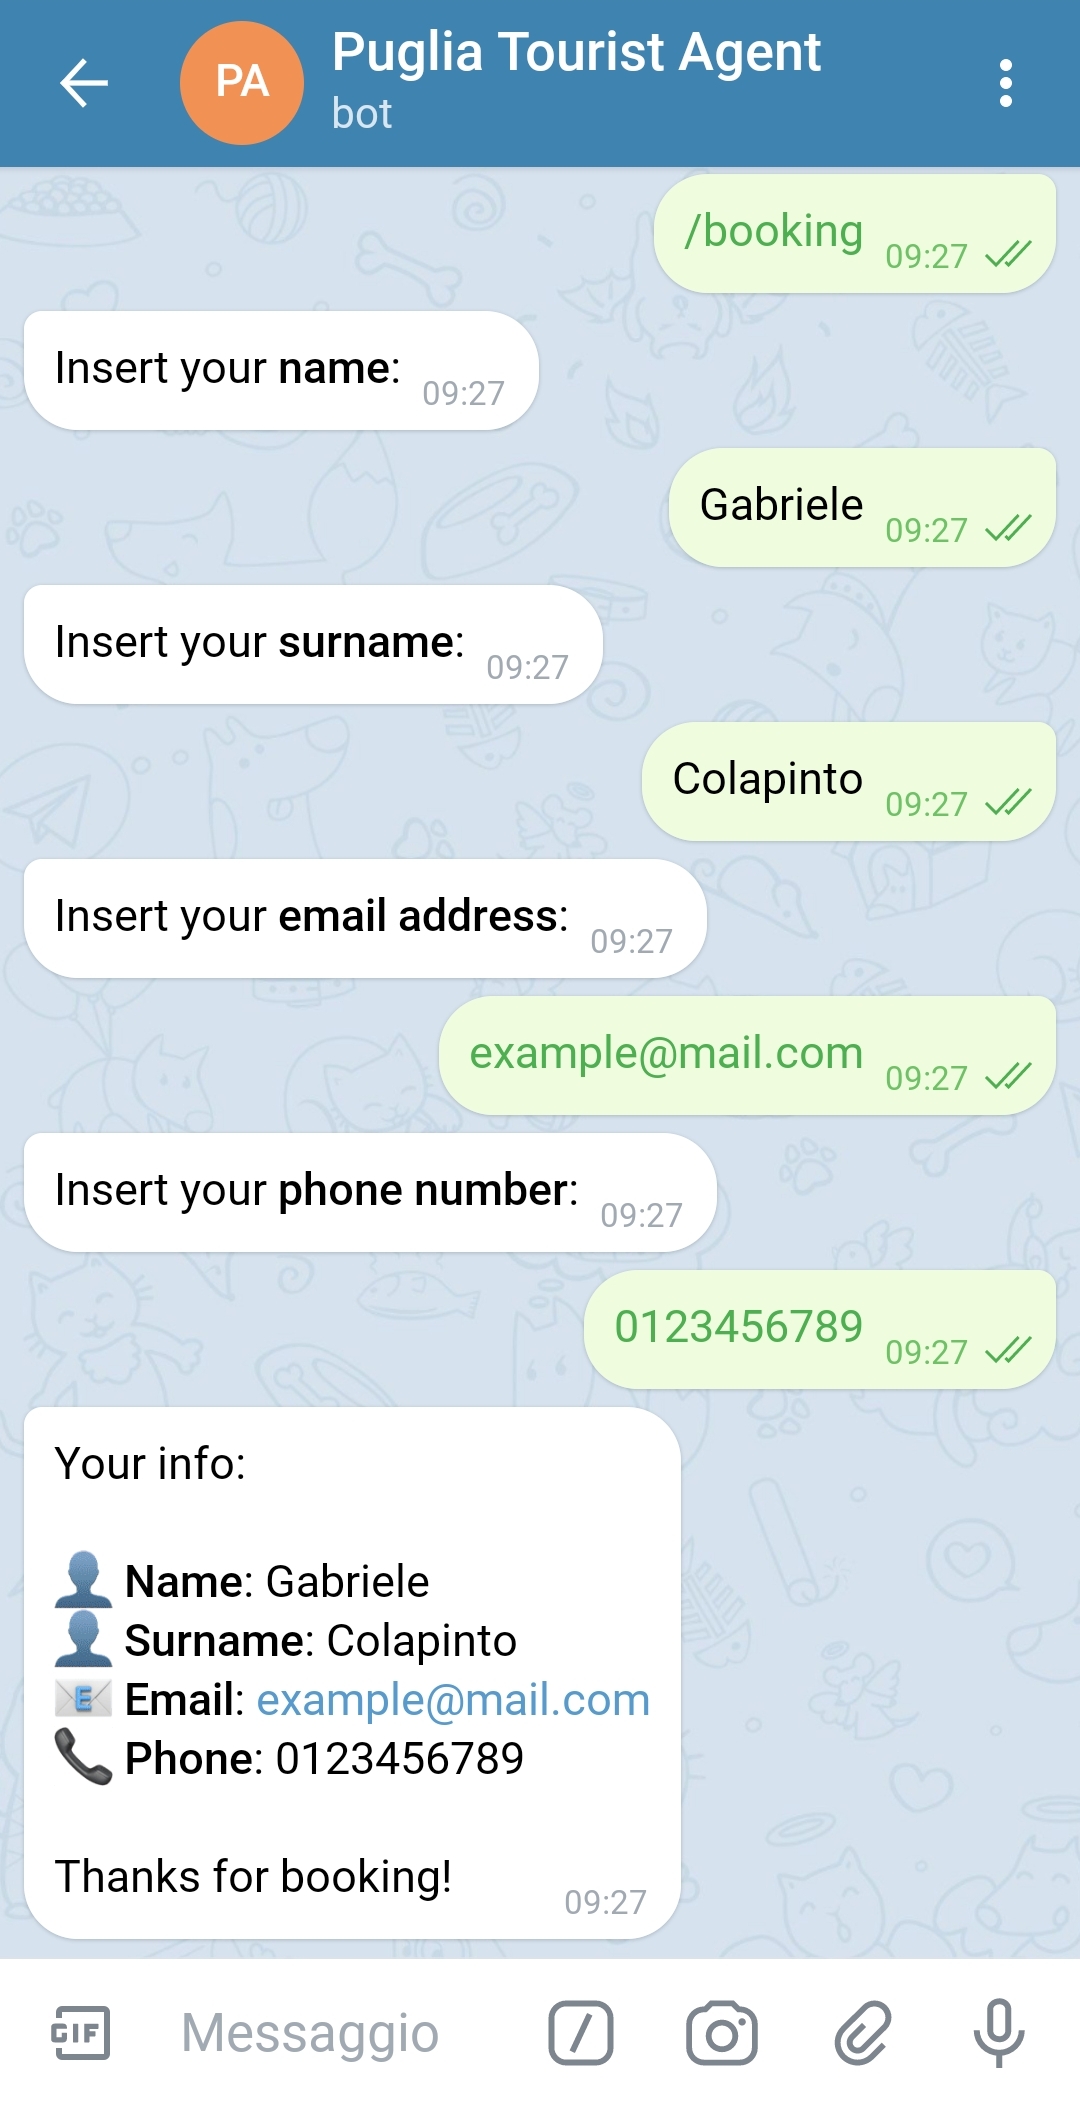 PA
Puglia Tourist Agent
bot
/booking 09:27
Insert your name: 09:27
Gabriele 09:27
Insert your surname: 09:27
Colapinto 09:27
Insert your email address: 09:27
example@mail.com 09:27
Insert your phone number: 09:27
0123456789 09:27
Your info:
👤 Name: Gabriele
👤 Surname: Colapinto
📧 Email: example@mail.com
📞 Phone: 0123456789
Thanks for booking! 09:27
GIF Messaggio /